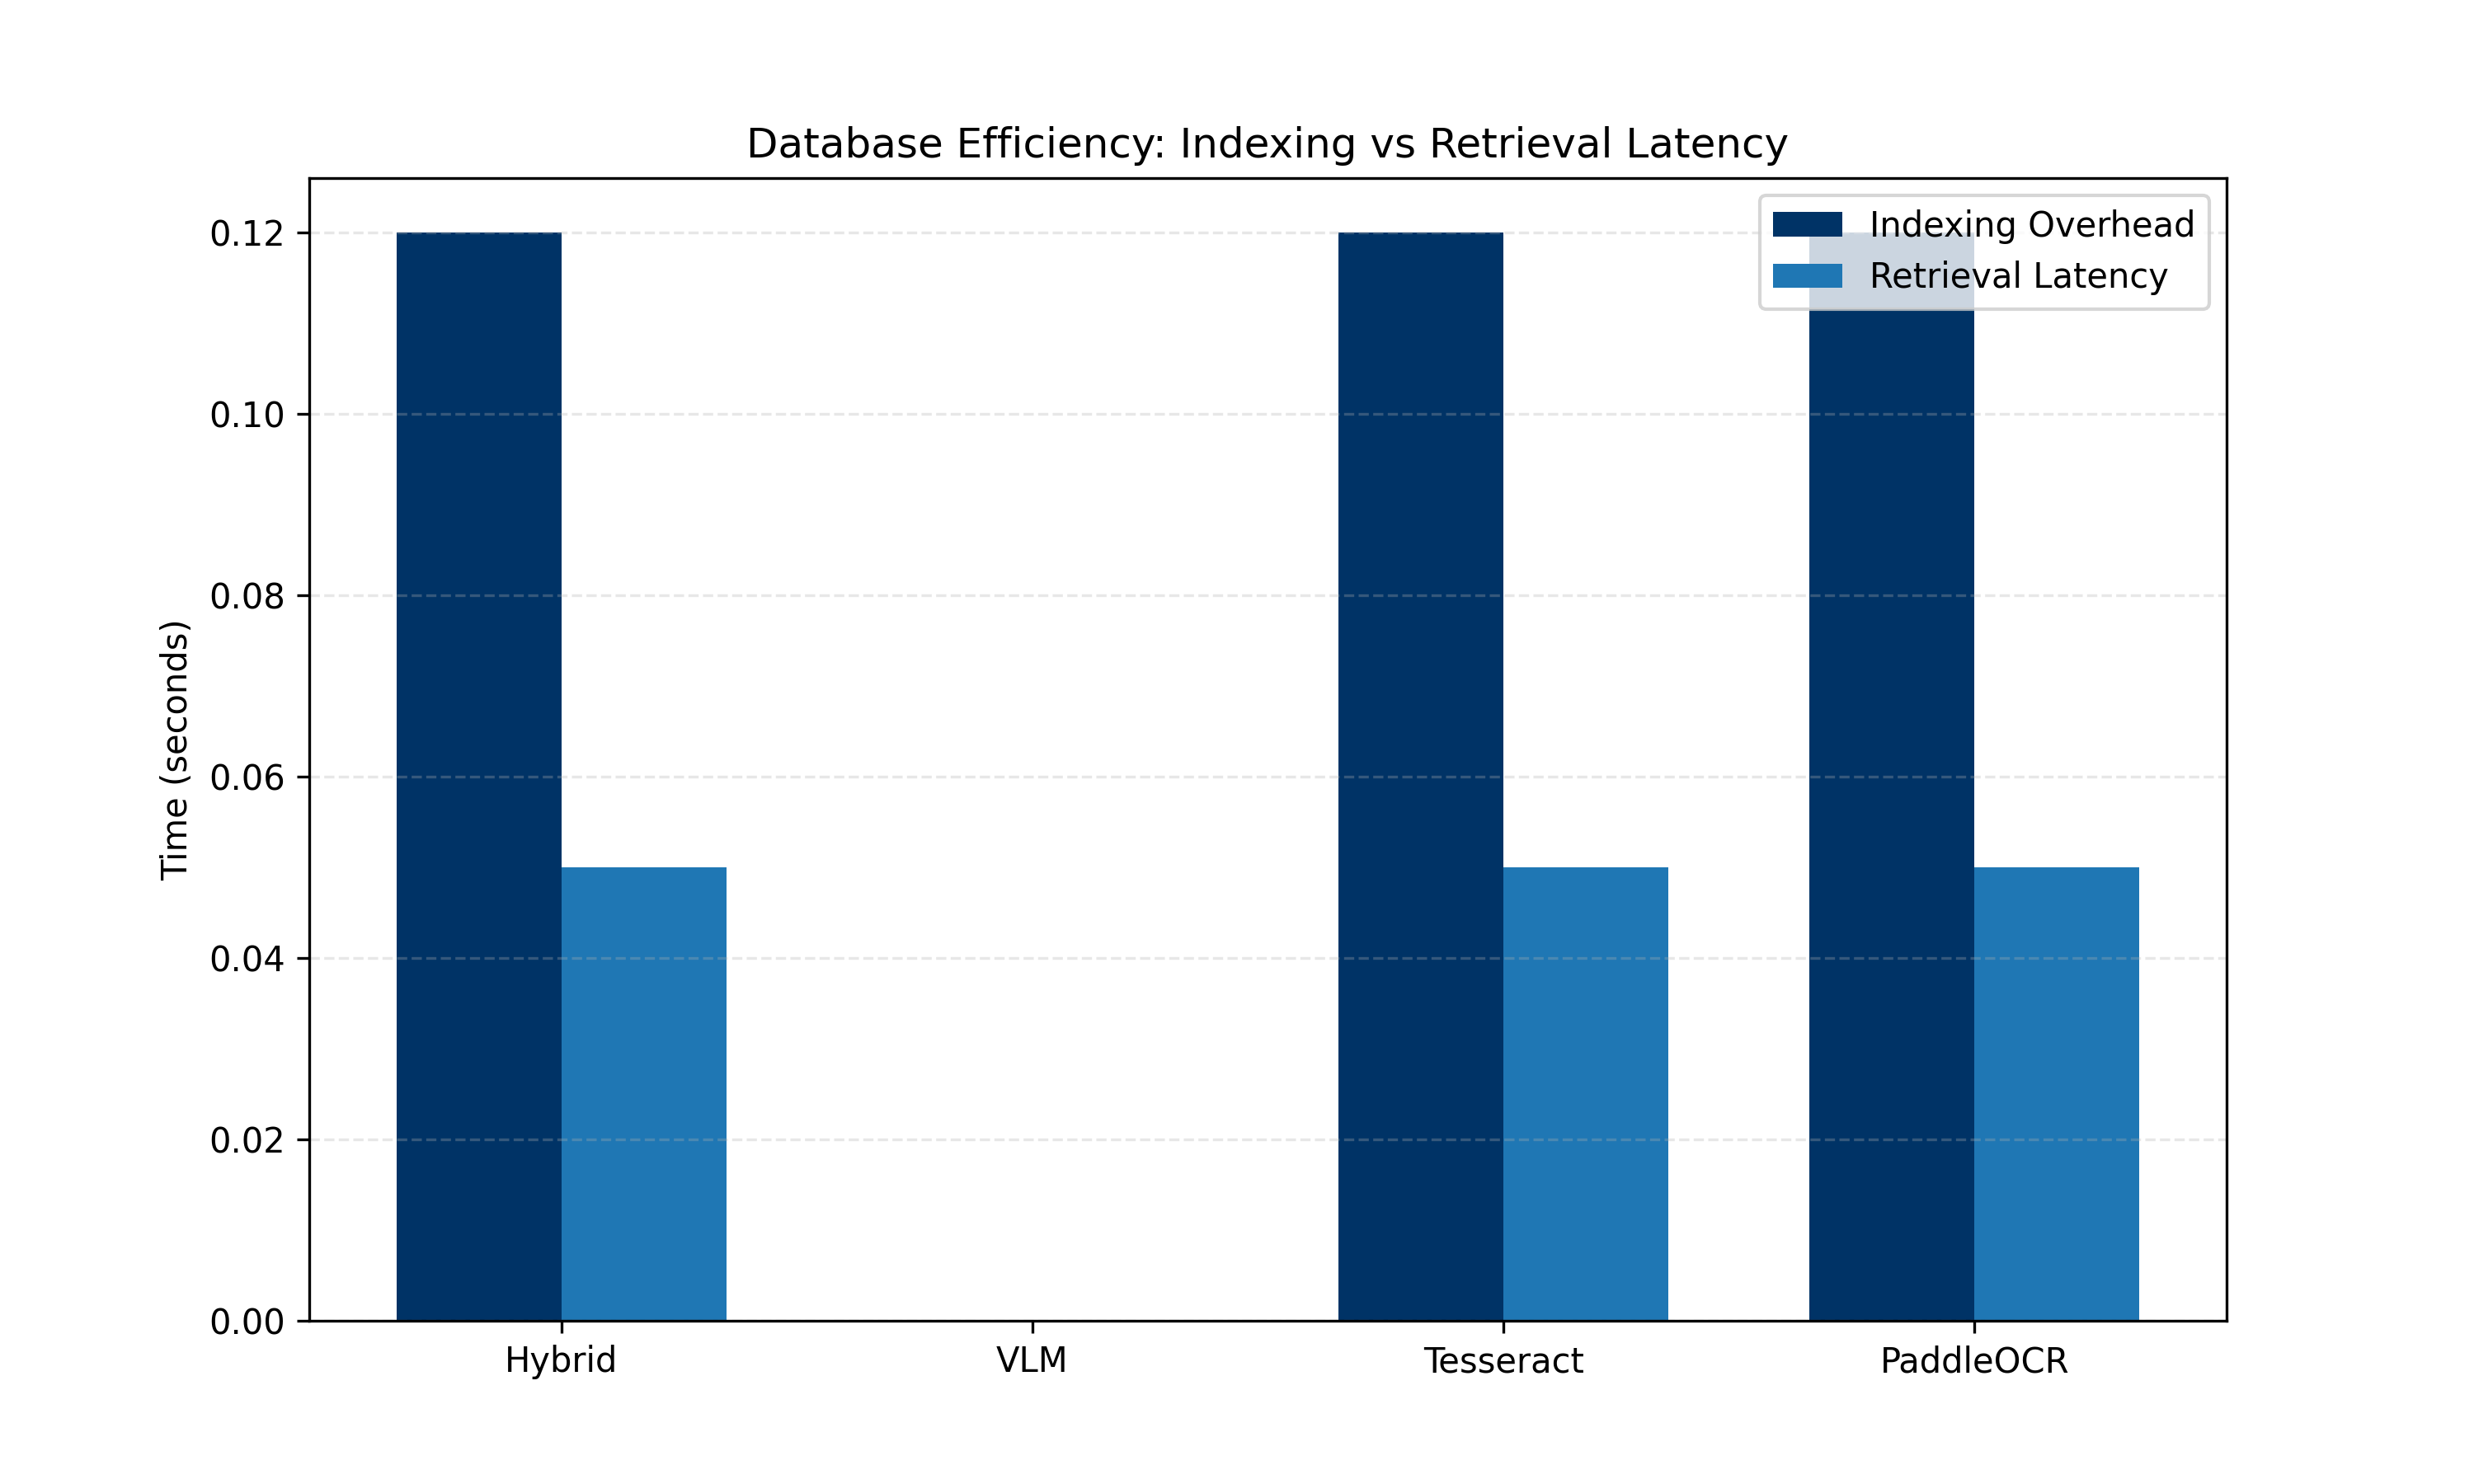 Database Efficiency: Indexing vs Retrieval Latency
Indexing Overhead
Retrieval Latency
Time (seconds)
0.12
0.10
0.08
0.06
0.04
0.02
0.00
Hybrid VLM Tesseract PaddleOCR